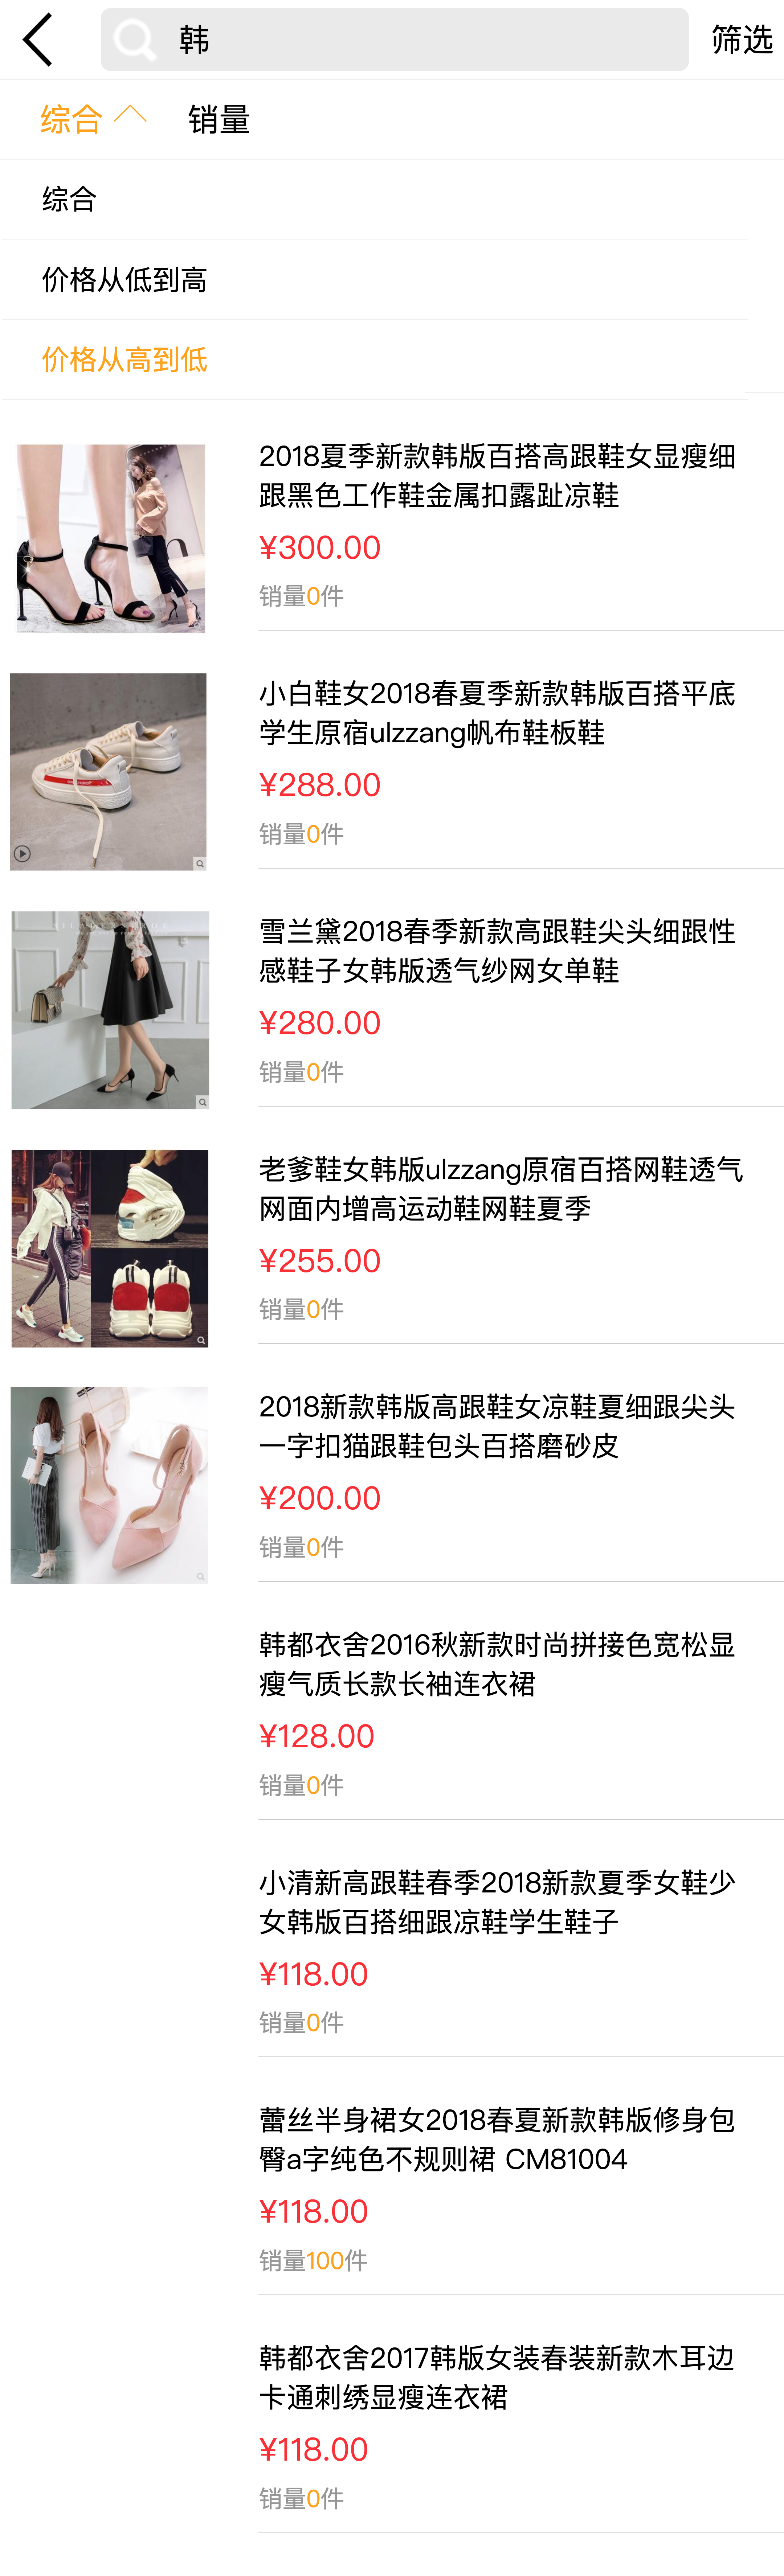 韩
筛选
综合
销量
综合
价格从低到高
价格从高到低
2018夏季新款韩版百搭高跟鞋女显瘦细
跟黑色工作鞋金属扣露趾凉鞋
¥300.00
销量0件
小白鞋女2018春夏季新款韩版百搭平底
学生原宿ulzzang帆布鞋板鞋
¥288.00
销量0件
雪兰黛2018春季新款高跟鞋尖头细跟性
感鞋子女韩版透气纱网女单鞋
¥280.00
销量0件
老爹鞋女韩版ulzzang原宿百搭网鞋透气
网面内增高运动鞋网鞋夏季
¥255.00
销量0件
2018新款韩版高跟鞋女凉鞋夏细跟尖头
一字扣猫跟鞋包头百搭磨砂皮
¥200.00
销量0件
韩都衣舍2016秋新款时尚拼接色宽松显
瘦气质长款长袖连衣裙
¥128.00
销量0件
小清新高跟鞋春季2018新款夏季女鞋少
女韩版百搭细跟凉鞋学生鞋子
¥118.00
销量0件
蕾丝半身裙女2018春夏新款韩版修身包
臀a字纯色不规则裙 CM81004
¥118.00
销量100件
韩都衣舍2017韩版女装春装新款木耳边
卡通刺绣显瘦连衣裙
¥118.00
销量0件